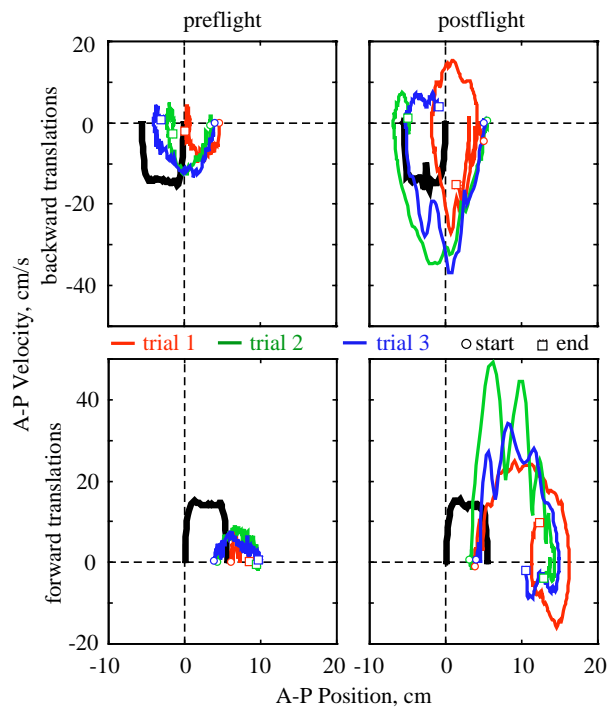 preflight postflight
20
0
-20
-40
backward translations
A-P Velocity, cm/s
trial 1 trial 2 trial 3 start end
40
20
0
-20
forward translations
-10 0 10 20 -10 0 10 20
A-P Position, cm